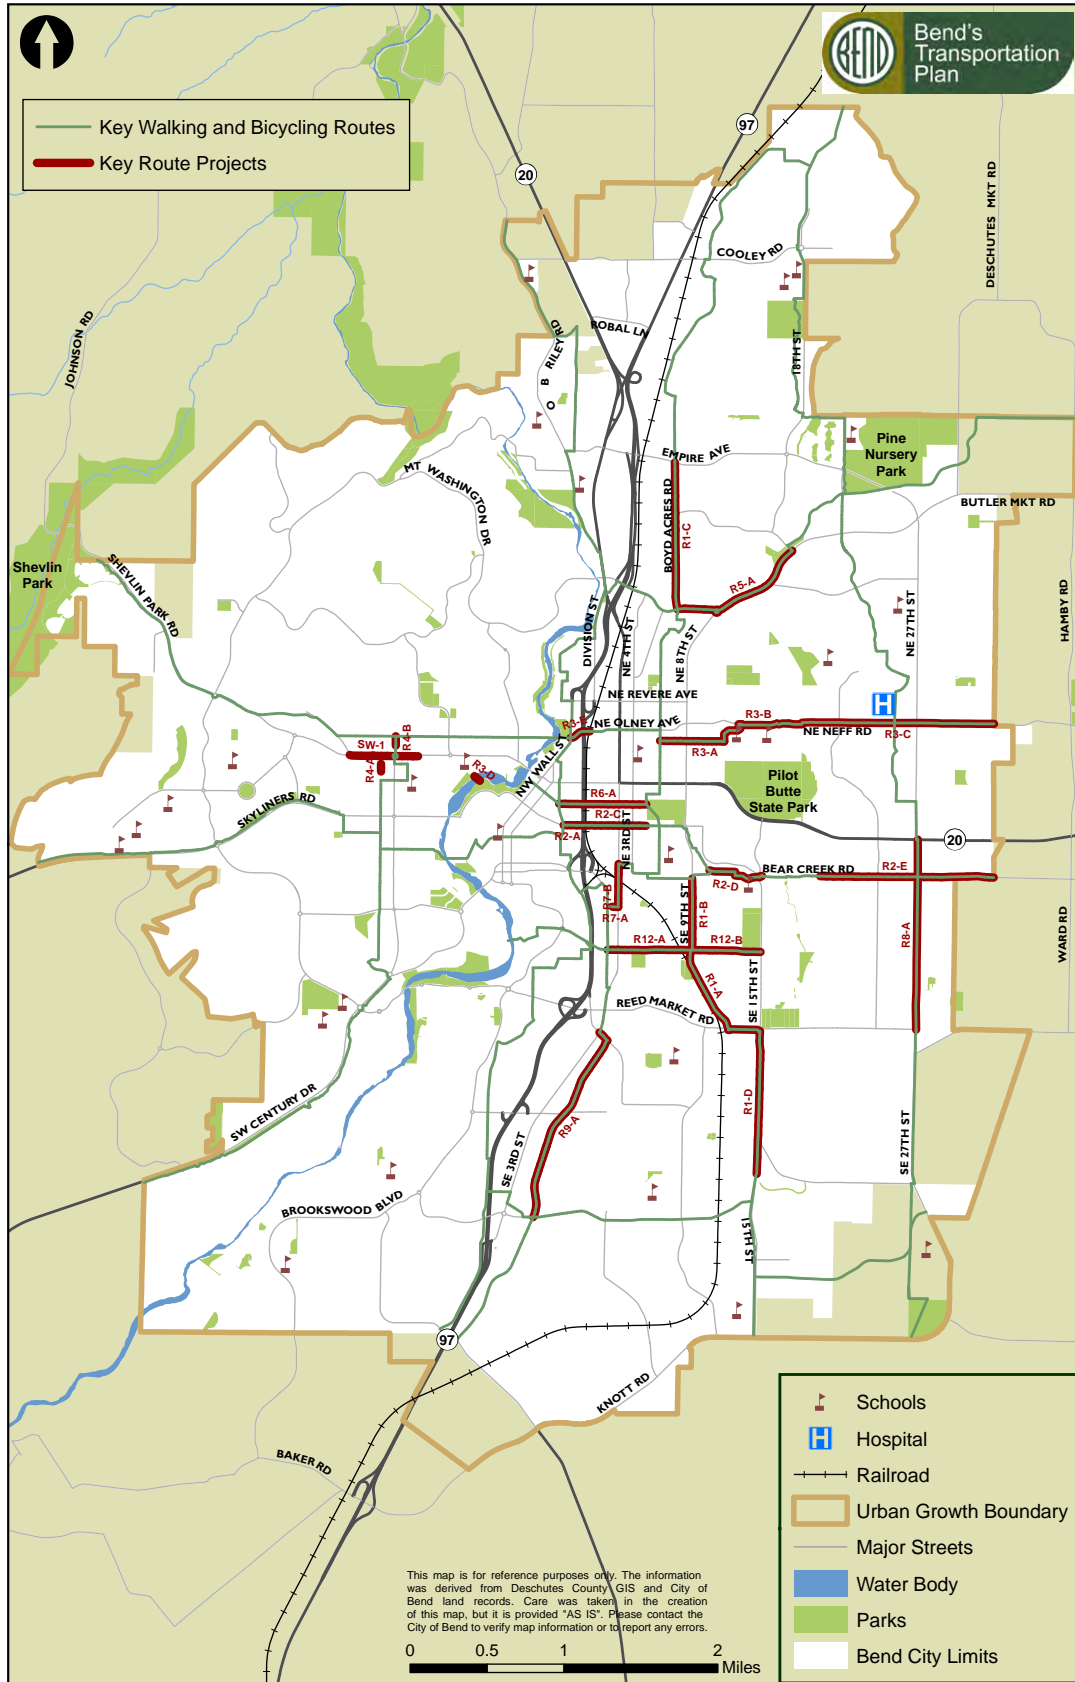 BEND
Bend's
Transportation
Plan
Key Walking and Bicycling Routes
Key Route Projects
97
20
DESCHUTES MKT RD
COOLEY RD
JOHNSON RD
ROBAL LN
O B RILEY RD
18TH ST
EMPIRE AVE
Pine
Nursery
Park
MT WASHINGTON DR
BUTLER MKT RD
BOYD ACRES RD
R1-C
Shevlin
Park
SHEVLIN PARK RD
R5-A
HAMBY RD
NE 27TH ST
DIVISION ST
NE 4TH ST
NE 8TH ST
NE REVERE AVE
H
R3-E
NE OLNEY AVE
R3-B
NE NEFF RD
R3-C
R3-A
SW-1
R4-B
R4-A
R3-D
NW WALL ST
Pilot
Butte
State Park
SKYLINERS RD
R6-A
R2-C
R2-A
NE 3RD ST
20
BEAR CREEK RD
R2-E
R2-D
R7-B
R7-A
SE 9TH ST
R1-B
R8-A
WARD RD
R12-A
R12-B
R1-A
SE 15TH ST
REED MARKET RD
R1-D
R9-A
SW CENTURY DR
SE 3RD ST
SE 27TH ST
BROOKSWOOD BLVD
15TH ST
97
KNOTT RD
BAKER RD
Schools
H
Hospital
Railroad
Urban Growth Boundary
Major Streets
Water Body
Parks
Bend City Limits
This map is for reference purposes only. The information
was derived from Deschutes County GIS and City of
Bend land records. Care was taken in the creation
of this map, but it is provided "AS IS". Please contact the
City of Bend to verify map information or to report any errors.
0 0.5 1 2
Miles